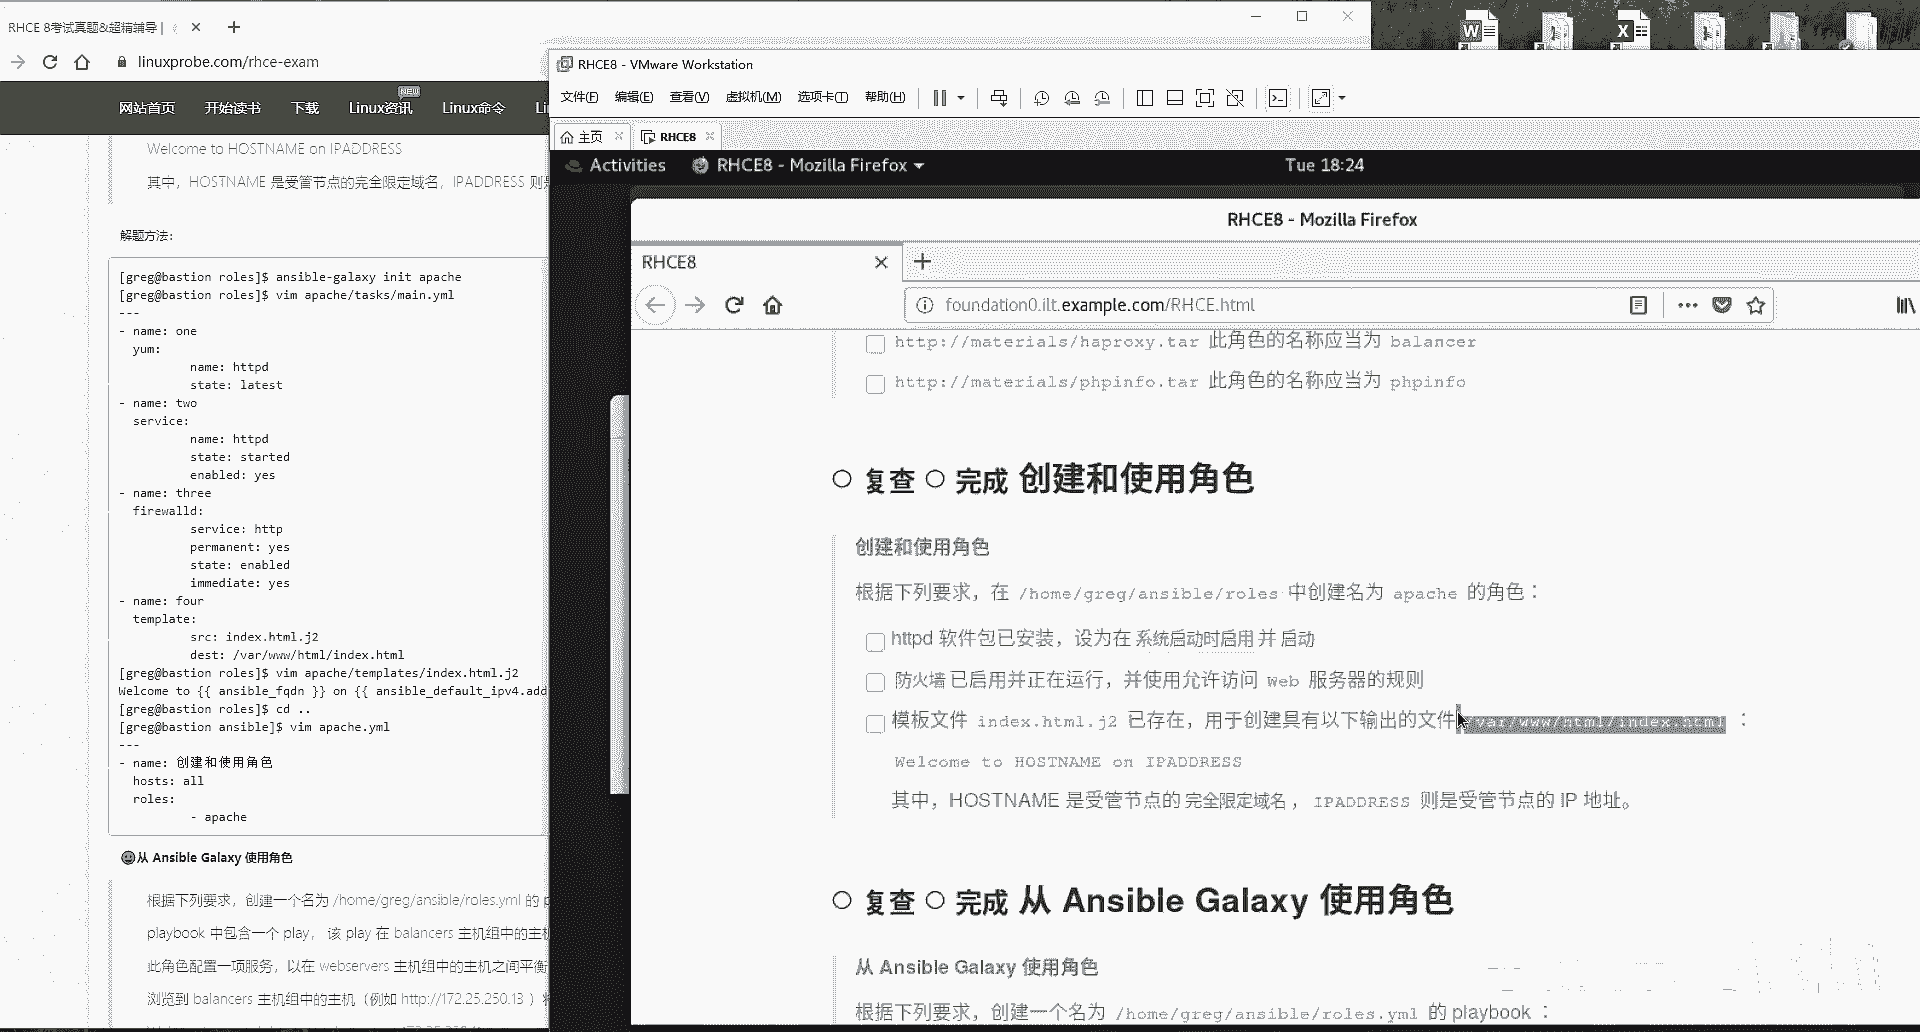 RHCE 8考试真题&超精辅导 |
linuxprobe.com/rhce-exam
网站首页 开始读书 下载 Linux资讯 NEW Linux命令
Welcome to HOSTNAME on IPADDRESS
其中，HOSTNAME 是受管节点的完全限定域名，IPADDRESS 则是
解题方法:
[greg@bastion roles]$ ansible-galaxy init apache
[greg@bastion roles]$ vim apache/tasks/main.yml
---
- name: one
yum:
name: httpd
state: latest
- name: two
service:
name: httpd
state: started
enabled: yes
- name: three
firewalld:
service: http
permanent: yes
state: enabled
immediate: yes
- name: four
template:
src: index.html.j2
dest: /var/www/html/index.html
[greg@bastion roles]$ vim apache/templates/index.html.j2
Welcome to {{ ansible_fqdn }} on {{ ansible_default_ipv4.add
[greg@bastion roles]$ cd ..
[greg@bastion ansible]$ vim apache.yml
---
- name: 创建和使用角色
hosts: all
roles:
- apache
从 Ansible Galaxy 使用角色
根据下列要求，创建一个名为 /home/greg/ansible/roles.yml 的 p
playbook 中包含一个 play， 该 play 在 balancers 主机组中的主机
此角色配置一项服务，以在 webservers 主机组中的主机之间平衡
浏览到 balancers 主机组中的主机（例如 http://172.25.250.13 ）将
RHCE8 - VMware Workstation
文件(F) 编辑(E) 查看(V) 虚拟机(M) 选项卡(T) 帮助(H)
主页 RHCE8
Activities RHCE8 - Mozilla Firefox Tue 18:24
RHCE8 - Mozilla Firefox
RHCE8
foundation0.ilt.example.com/RHCE.html
http://materials/haproxy.tar 此角色的名称应当为 balancer
http://materials/phpinfo.tar 此角色的名称应当为 phpinfo
复查 完成 创建和使用角色
创建和使用角色
根据下列要求，在 /home/greg/ansible/roles 中创建名为 apache 的角色：
httpd 软件包已安装，设为在 系统启动时启用 并 启动
防火墙 已启用并正在运行，并使用允许访问 Web 服务器的规则
模板文件 index.html.j2 已存在，用于创建具有以下输出的文件 /var/www/html/index.html ：
Welcome to HOSTNAME on IPADDRESS
其中，HOSTNAME 是受管节点的 完全限定域名 ， IPADDRESS 则是受管节点的 IP 地址。
复查 完成 从 Ansible Galaxy 使用角色
从 Ansible Galaxy 使用角色
根据下列要求，创建一个名为 /home/greg/ansible/roles.yml 的 playbook ：